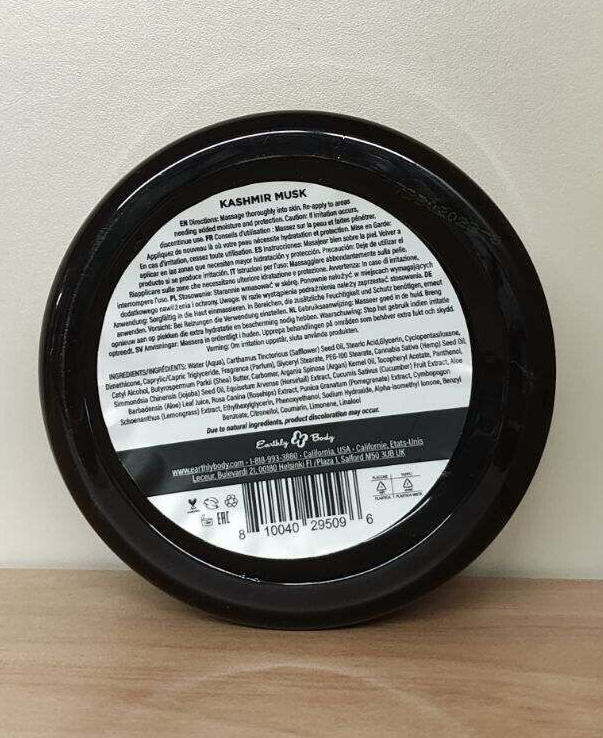 KASHMIR MUSK
EN Directions: Massage thoroughly into skin. Re-apply to areas
needing added moisture and protection. Caution: If irritation occurs,
discontinue use. FR Conseils d'utilisation : Massez sur la peau et faites pénétrer.
Appliquez de nouveau là où votre peau nécessite hydratation et protection. Mise en Garde:
En cas d'irritation, cessez toute utilisation. ES Instrucciones: Masajear bien sobre la piel. Volver a
aplicar en las zonas que necesiten mayor hidratación y protección. Precaución: Deje de utilizar el
producto si se produce irritación. IT Istruzioni per l'uso: Massaggiare abbondantemente sulla pelle.
Riapplicare sulle zone che necessitano ulteriore idratazione e protezione. Avvertenza: In caso di irritazione,
interrompere l'uso. PL Stosowanie: Starannie wmasować w skórę. Ponownie nałożyć w miejscach wymagających
dodatkowego nawilżenia i ochrony. Uwaga: W razie wystąpienia podrażnienia należy zaprzestać stosowania. DE
Anwendung: Sorgfältig in die Haut einmassieren. In Bereichen, die zusätzliche Feuchtigkeit und Schutz benötigen, erneut
anwenden. Vorsicht: Bei Reizungen die Verwendung einstellen. NL Gebruiksaanwijzing: Masseer goed in de huid. Breng
opnieuw aan op plekken die extra hydratatie en bescherming nodig hebben. Waarschuwing: Stop het gebruik indien irritatie
optreedt. SV Anvisningar: Massera in ordentligt i huden. Upprepa behandlingen på områden som behöver extra fukt och skydd.
Varning: Om irritation uppstår, sluta använda produkten.
INGREDIENTS/INGRÉDIENTS: Water (Aqua), Carthamus Tinctorius (Safflower) Seed Oil, Stearic Acid, Glycerin, Cyclopentasiloxene,
Dimethicone, Caprylic/Capric Triglyceride, Fragrance (Parfum), Glyceryl Stearate, PEG-100 Stearate, Cannabis Sativa (Hemp) Seed Oil,
Cetyl Alcohol, Butyrospermum Parkii (Shea) Butter, Carbomer, Argania Spinosa (Argan) Kernel Oil, Tocopheryl Acetate, Panthenol,
Simmondsia Chinensis (Jojoba) Seed Oil, Equisetum Arvense (Horsetail) Extract, Cucumis Sativus (Cucumber) Fruit Extract, Aloe
Barbadensis (Aloe) Leaf Juice, Rosa Canina (Rosehips) Extract, Punica Granatum (Pomegranate) Extract, Cymbopogon
Schoenanthus (Lemongrass) Extract, Ethylhexylglycerin, Phenoxyethanol, Sodium Hydroxide, Alpha-Isomethyl Ionone, Benzyl
Benzoate, Citronellol, Coumarin, Limonene, Linalool
Due to natural ingredients, product discoloration may occur.
Earthly Body
www.earthlybody.com · 1-818-993-3880 · California, USA · Californie, Etats-Unis
Leceur, Bulevardi 21, 00180 Helsinki FI / Plaza 1, Salford M50 3UB UK
EAC
8 10040 29509 6